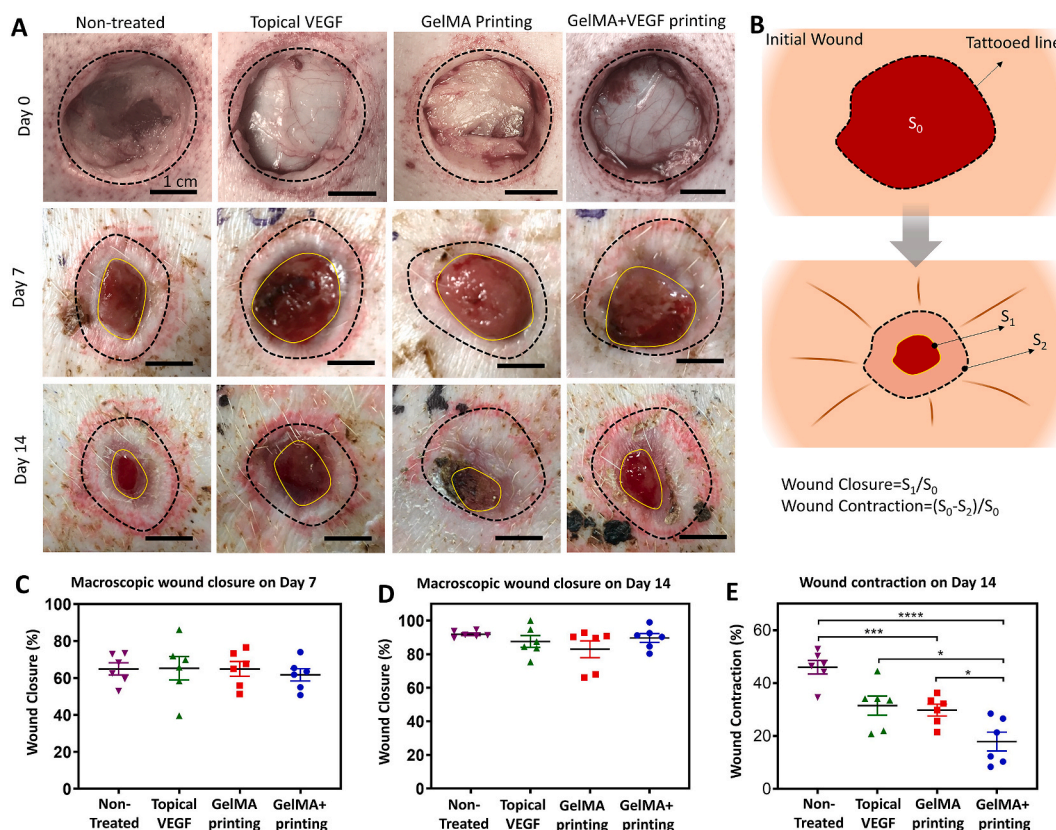 A
Non-treated
Topical VEGF
GelMA Printing
GelMA+VEGF printing
Day 0
1 cm
Day 7
Day 14
B
Initial Wound
Tattooed line
S₀
S₁
S₂
Wound Closure=S₁/S₀
Wound Contraction=(S₀-S₂)/S₀
C
Macroscopic wound closure on Day 7
Wound Closure (%)
100
80
60
40
20
0
Non-
Treated
Topical
VEGF
GelMA
printing
GelMA+
printing
D
Macroscopic wound closure on Day 14
Wound Closure (%)
100
80
60
40
20
0
Non-
Treated
Topical
VEGF
GelMA
printing
GelMA+
printing
E
Wound contraction on Day 14
Wound Contraction (%)
60
40
20
0
****
***
*
*
Non-
Treated
Topical
VEGF
GelMA
printing
GelMA+
printing